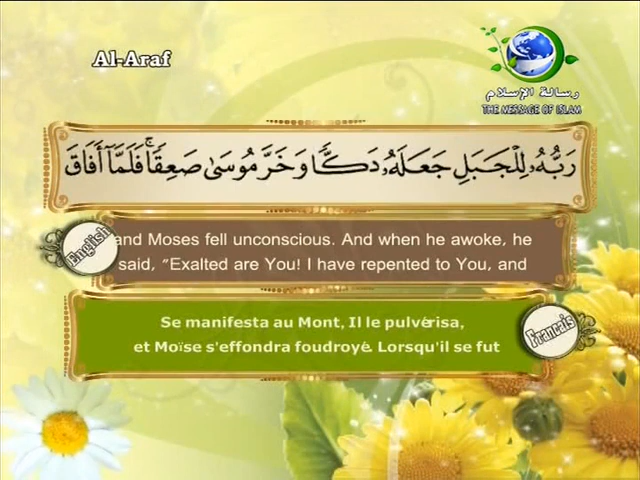 Al-Araf
رسالة الإسلام
THE MESSAGE OF ISLAM
رَبُّهُۥ لِلْجَبَلِ جَعَلَهُۥ دَكًّا وَخَرَّ مُوسَىٰ صَعِقًا ۚ فَلَمَّآ أَفَاقَ
English
and Moses fell unconscious. And when he awoke, he
said, "Exalted are You! I have repented to You, and
Se manifesta au Mont, Il le pulvérisa,
et Moïse s'effondra foudroyé. Lorsqu'il se fut
Francais